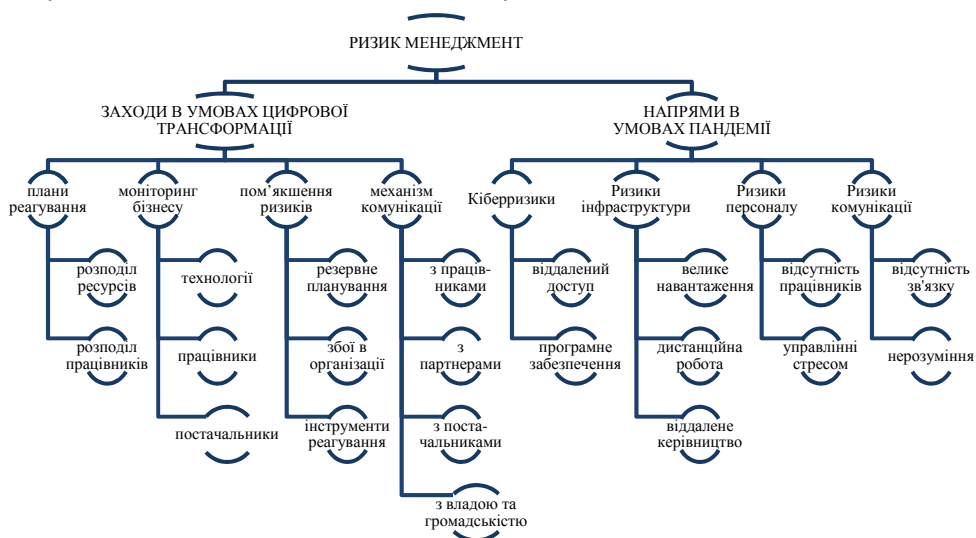 РИЗИК МЕНЕДЖМЕНТ
ЗАХОДИ В УМОВАХ ЦИФРОВОЇ
ТРАНСФОРМАЦІЇ
НАПРЯМИ В
УМОВАХ ПАНДЕМІЇ
плани
реагування
моніторинг
бізнесу
пом’якшення
ризиків
механізм
комунікації
Кіберризики
Ризики
інфраструктури
Ризики
персоналу
Ризики
комунікації
розподіл
ресурсів
технології
резервне
планування
з праців-
никами
віддалений
доступ
велике
навантаження
відсутність
працівників
відсутність
зв'язку
розподіл
працівників
працівники
збої в
організації
з
партнерами
програмне
забезпечення
дистанційна
робота
управлінні
стресом
нерозуміння
постачальники
інструменти
реагування
з поста-
чальниками
віддалене
керівництво
з владою та
громадськістю